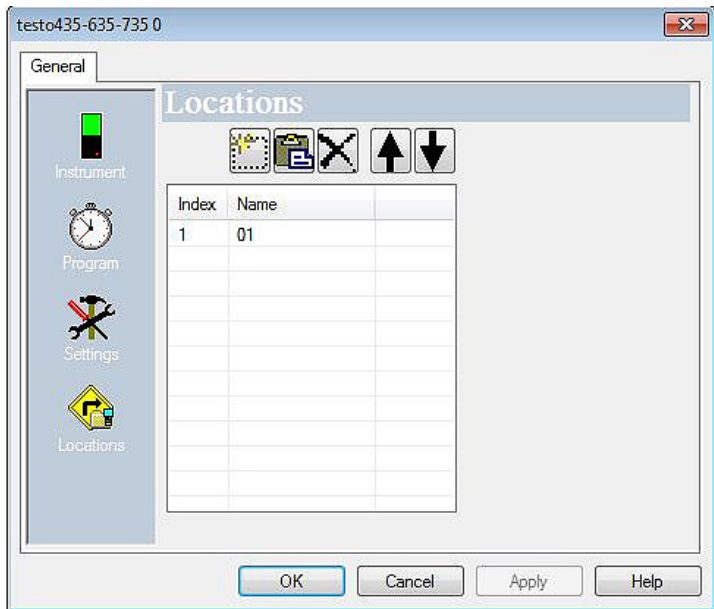 testo435-635-735 0
General
Locations
Instrument
Program
Settings
Locations
Index Name
1 01
OK Cancel Apply Help